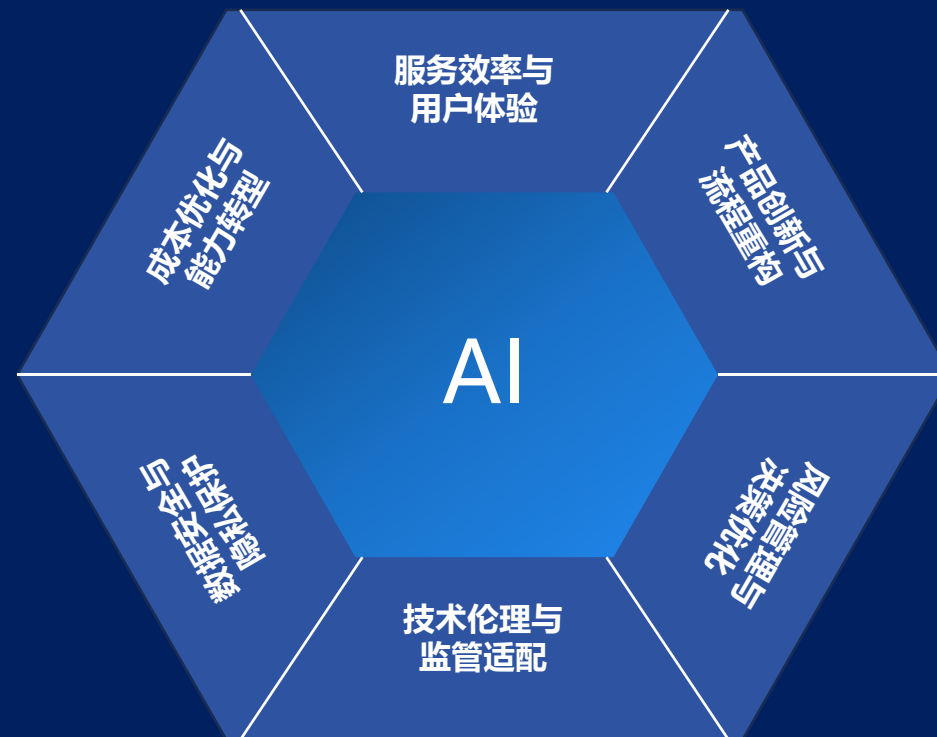 服务效率与
用户体验
产品创新与
流程重构
风险管理与
决策优化
技术伦理与
监管适配
数据安全与
隐私保护
成本优化与
能力转型
AI